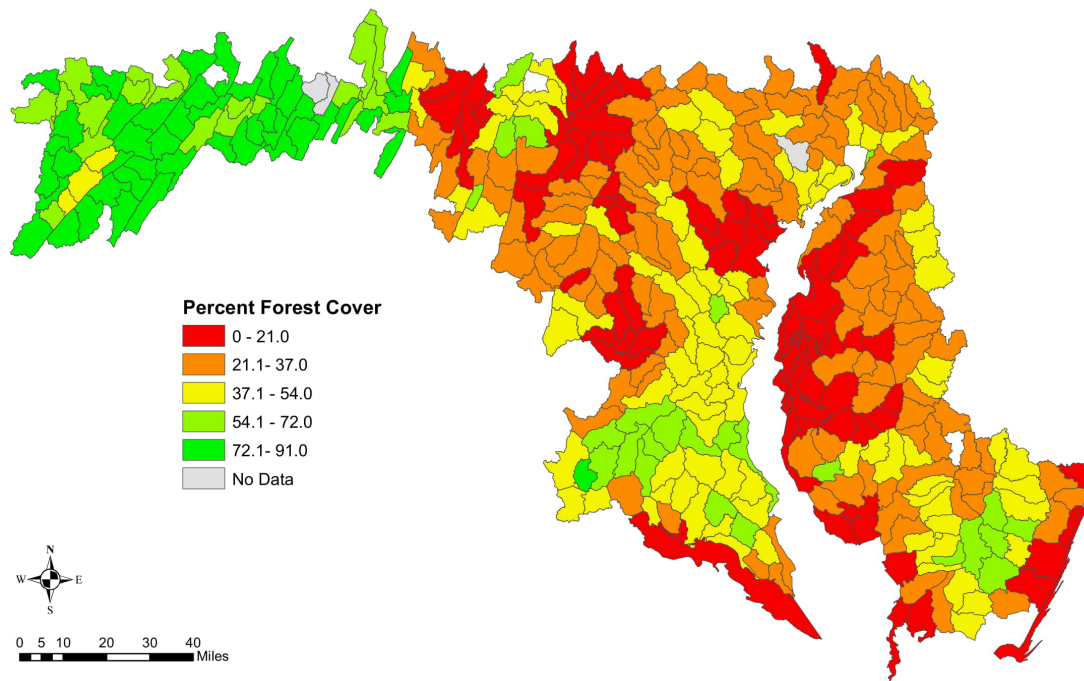 Percent Forest Cover
0 - 21.0
21.1- 37.0
37.1 - 54.0
54.1 - 72.0
72.1- 91.0
No Data
N
W E
S
0 5 10 20 30 40
Miles